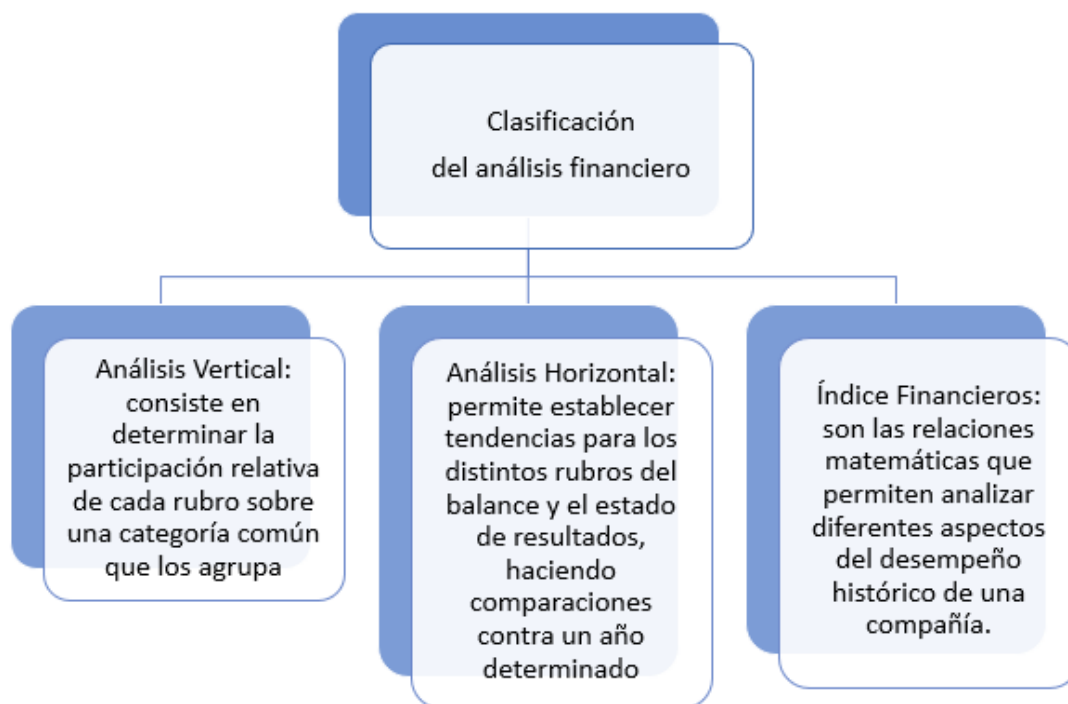 Clasificación
del análisis financiero
Análisis Vertical:
consiste en
determinar la
participación relativa
de cada rubro sobre
una categoría común
que los agrupa
Análisis Horizontal:
permite establecer
tendencias para los
distintos rubros del
balance y el estado
de resultados,
haciendo
comparaciones
contra un año
determinado
Índice Financieros:
son las relaciones
matemáticas que
permiten analizar
diferentes aspectos
del desempeño
histórico de una
compañía.